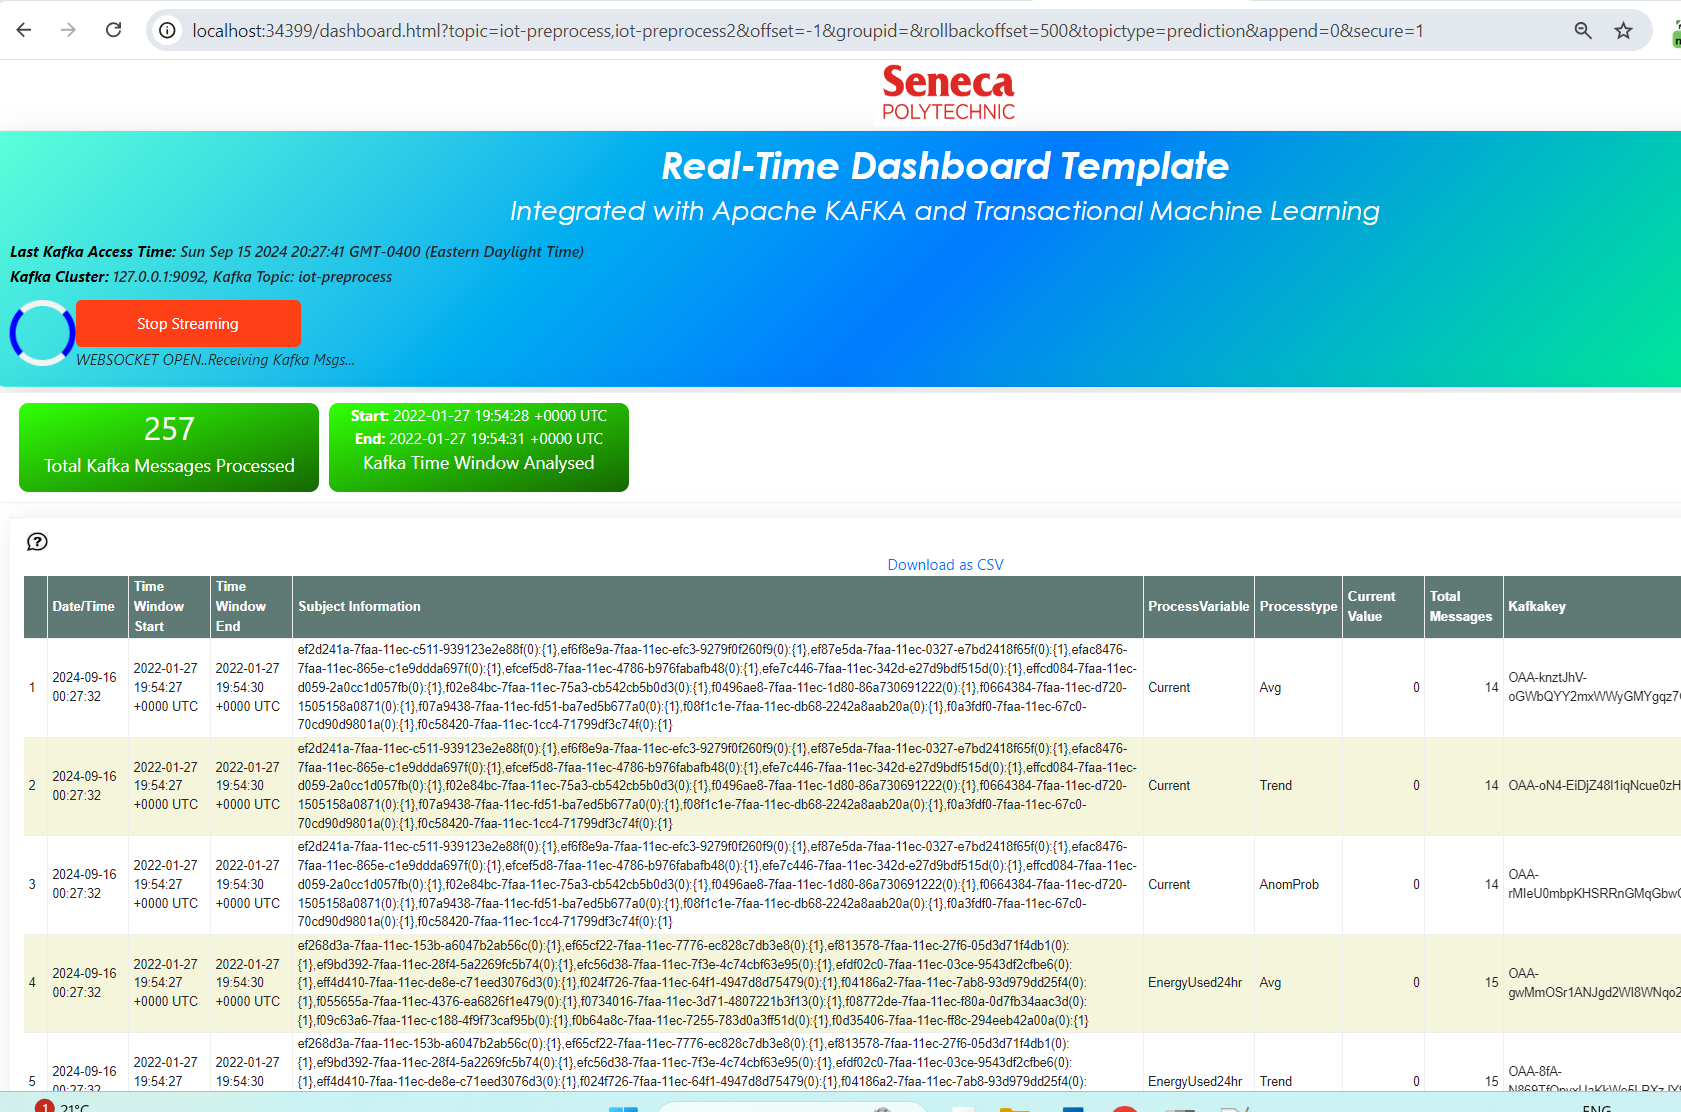 localhost:34399/dashboard.html?topic=iot-preprocess,iot-preprocess2&offset=-1&groupid=&rollbackoffset=500&topictype=prediction&append=0&secure=1
Seneca
POLYTECHNIC
Real-Time Dashboard Template
Integrated with Apache KAFKA and Transactional Machine Learning
Last Kafka Access Time: Sun Sep 15 2024 20:27:41 GMT-0400 (Eastern Daylight Time)
Kafka Cluster: 127.0.0.1:9092, Kafka Topic: iot-preprocess
Stop Streaming
WEBSOCKET OPEN..Receiving Kafka Msgs...
257
Total Kafka Messages Processed
Start: 2022-01-27 19:54:28 +0000 UTC
End: 2022-01-27 19:54:31 +0000 UTC
Kafka Time Window Analysed
Download as CSV
Date/Time
Time
Window
Start
Time
Window
End
Subject Information
ProcessVariable
Processtype
Current
Value
Total
Messages
Kafkakey
1
2024-09-16
00:27:32
2022-01-27
19:54:27
+0000 UTC
2022-01-27
19:54:30
+0000 UTC
ef2d241a-7faa-11ec-c511-939123e2e88f(0):{1},ef6f8e9a-7faa-11ec-efc3-9279f0f260f9(0):{1},ef87e5da-7faa-11ec-0327-e7bd2418f65f(0):{1},efac8476-
7faa-11ec-865e-c1e9ddda697f(0):{1},efcef5d8-7faa-11ec-4786-b976fabafb48(0):{1},efe7c446-7faa-11ec-342d-e27d9bdf515d(0):{1},effcd084-7faa-11ec-
d059-2a0cc1d057fb(0):{1},f02e84bc-7faa-11ec-75a3-cb542cb5b0d3(0):{1},f0496ae8-7faa-11ec-1d80-86a730691222(0):{1},f0664384-7faa-11ec-d720-
1505158a0871(0):{1},f07a9438-7faa-11ec-fd51-ba7ed5b677a0(0):{1},f08f1c1e-7faa-11ec-db68-2242a8aab20a(0):{1},f0a3fdf0-7faa-11ec-67c0-
70cd90d9801a(0):{1},f0c58420-7faa-11ec-1cc4-71799df3c74f(0):{1}
Current
Avg
0
14
OAA-knztJhV-
oGWbQYY2mxWWyGMYgqz7
2
2024-09-16
00:27:32
2022-01-27
19:54:27
+0000 UTC
2022-01-27
19:54:30
+0000 UTC
ef2d241a-7faa-11ec-c511-939123e2e88f(0):{1},ef6f8e9a-7faa-11ec-efc3-9279f0f260f9(0):{1},ef87e5da-7faa-11ec-0327-e7bd2418f65f(0):{1},efac8476-
7faa-11ec-865e-c1e9ddda697f(0):{1},efcef5d8-7faa-11ec-4786-b976fabafb48(0):{1},efe7c446-7faa-11ec-342d-e27d9bdf515d(0):{1},effcd084-7faa-11ec-
d059-2a0cc1d057fb(0):{1},f02e84bc-7faa-11ec-75a3-cb542cb5b0d3(0):{1},f0496ae8-7faa-11ec-1d80-86a730691222(0):{1},f0664384-7faa-11ec-d720-
1505158a0871(0):{1},f07a9438-7faa-11ec-fd51-ba7ed5b677a0(0):{1},f08f1c1e-7faa-11ec-db68-2242a8aab20a(0):{1},f0a3fdf0-7faa-11ec-67c0-
70cd90d9801a(0):{1},f0c58420-7faa-11ec-1cc4-71799df3c74f(0):{1}
Current
Trend
0
14
OAA-oN4-EIDjZ48I1iqNcue0zH
3
2024-09-16
00:27:32
2022-01-27
19:54:27
+0000 UTC
2022-01-27
19:54:30
+0000 UTC
ef2d241a-7faa-11ec-c511-939123e2e88f(0):{1},ef6f8e9a-7faa-11ec-efc3-9279f0f260f9(0):{1},ef87e5da-7faa-11ec-0327-e7bd2418f65f(0):{1},efac8476-
7faa-11ec-865e-c1e9ddda697f(0):{1},efcef5d8-7faa-11ec-4786-b976fabafb48(0):{1},efe7c446-7faa-11ec-342d-e27d9bdf515d(0):{1},effcd084-7faa-11ec-
d059-2a0cc1d057fb(0):{1},f02e84bc-7faa-11ec-75a3-cb542cb5b0d3(0):{1},f0496ae8-7faa-11ec-1d80-86a730691222(0):{1},f0664384-7faa-11ec-d720-
1505158a0871(0):{1},f07a9438-7faa-11ec-fd51-ba7ed5b677a0(0):{1},f08f1c1e-7faa-11ec-db68-2242a8aab20a(0):{1},f0a3fdf0-7faa-11ec-67c0-
70cd90d9801a(0):{1},f0c58420-7faa-11ec-1cc4-71799df3c74f(0):{1}
Current
AnomProb
0
14
OAA-
rMIeU0mbpKHSRRnGMqGbw
4
2024-09-16
00:27:32
2022-01-27
19:54:27
+0000 UTC
2022-01-27
19:54:30
+0000 UTC
ef268d3a-7faa-11ec-153b-a6047b2ab56c(0):{1},ef65cf22-7faa-11ec-7776-ec828c7db3e8(0):{1},ef813578-7faa-11ec-27f6-05d3d71f4db1(0):
{1},ef9bd392-7faa-11ec-28f4-5a2269fc5b74(0):{1},efc56d38-7faa-11ec-7f3e-4c74cbf63e95(0):{1},efdf02c0-7faa-11ec-03ce-9543df2cfbe6(0):
{1},eff4d410-7faa-11ec-de8e-c71eed3076d3(0):{1},f024f726-7faa-11ec-64f1-4947d8d75479(0):{1},f04186a2-7faa-11ec-7ab8-93d979dd25f4(0):
{1},f055655a-7faa-11ec-4376-ea6826f1e479(0):{1},f0734016-7faa-11ec-3d71-4807221b3f13(0):{1},f08772de-7faa-11ec-f80a-0d7fb34aac3d(0):
{1},f09c63a6-7faa-11ec-c188-4f9f73caf95b(0):{1},f0b64a8c-7faa-11ec-7255-783d0a3ff51d(0):{1},f0d35406-7faa-11ec-ff8c-294eeb42a00a(0):{1}
EnergyUsed24hr
Avg
0
15
OAA-
gwMmOSr1ANJgd2WI8WNqo2
5
2024-09-16
00:27:32
2022-01-27
19:54:27
2022-01-27
19:54:30
ef268d3a-7faa-11ec-153b-a6047b2ab56c(0):{1},ef65cf22-7faa-11ec-7776-ec828c7db3e8(0):{1},ef813578-7faa-11ec-27f6-05d3d71f4db1(0):
{1},ef9bd392-7faa-11ec-28f4-5a2269fc5b74(0):{1},efc56d38-7faa-11ec-7f3e-4c74cbf63e95(0):{1},efdf02c0-7faa-11ec-03ce-9543df2cfbe6(0):
{1},eff4d410-7faa-11ec-de8e-c71eed3076d3(0):{1},f024f726-7faa-11ec-64f1-4947d8d75479(0):{1},f04186a2-7faa-11ec-7ab8-93d979dd25f4(0):
EnergyUsed24hr
Trend
0
15
OAA-8fA-
1
21°C
ENG